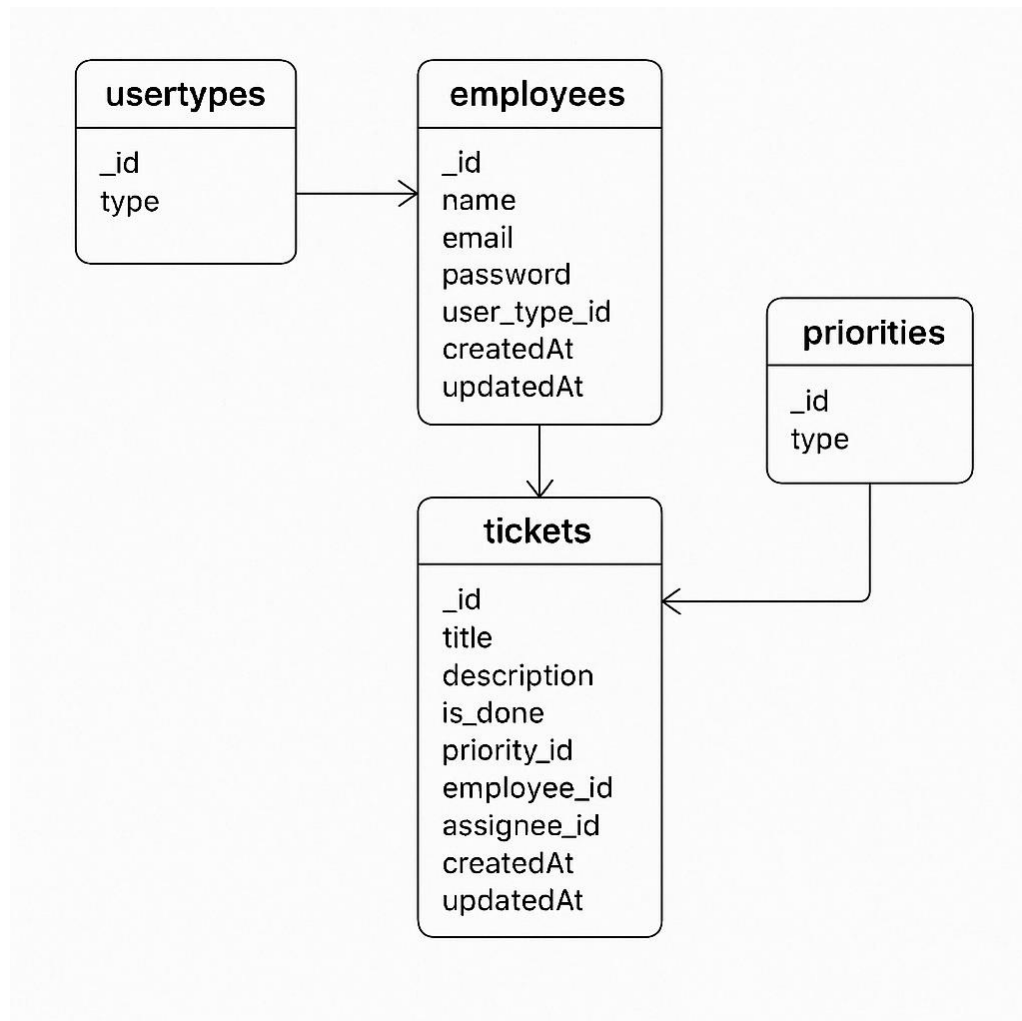 usertypes
_id
type
employees
_id
name
email
password
user_type_id
createdAt
updatedAt
priorities
_id
type
tickets
_id
title
description
is_done
priority_id
employee_id
assignee_id
createdAt
updatedAt